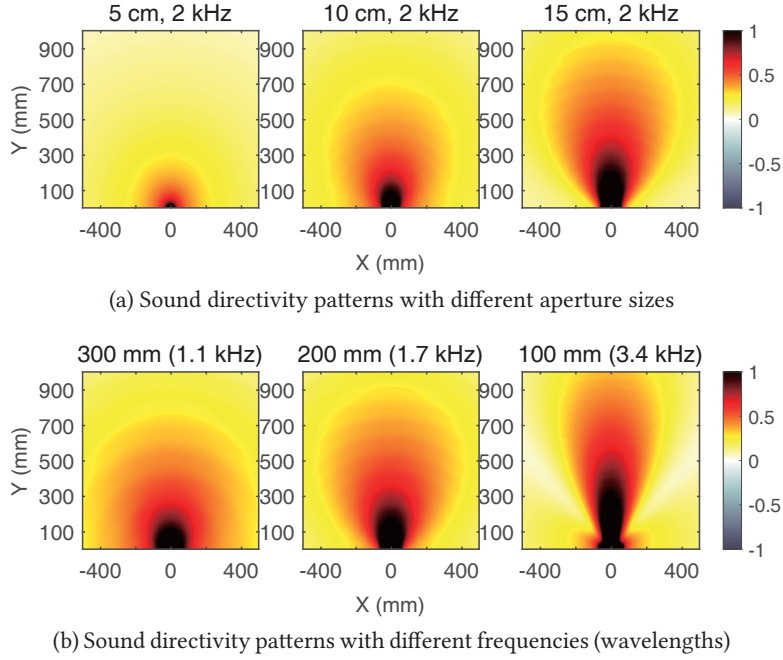 5 cm, 2 kHz 10 cm, 2 kHz 15 cm, 2 kHz
900 900 900 1
700 700 700 0.5
500 500 500 0
300 300 300 -0.5
100 100 100 -1
Y (mm)
-400 0 400 -400 0 400 -400 0 400
X (mm)
(a) Sound directivity patterns with different aperture sizes
300 mm (1.1 kHz) 200 mm (1.7 kHz) 100 mm (3.4 kHz)
900 900 900 1
700 700 700 0.5
500 500 500 0
300 300 300 -0.5
100 100 100 -1
Y (mm)
-400 0 400 -400 0 400 -400 0 400
X (mm)
(b) Sound directivity patterns with different frequencies (wavelengths)